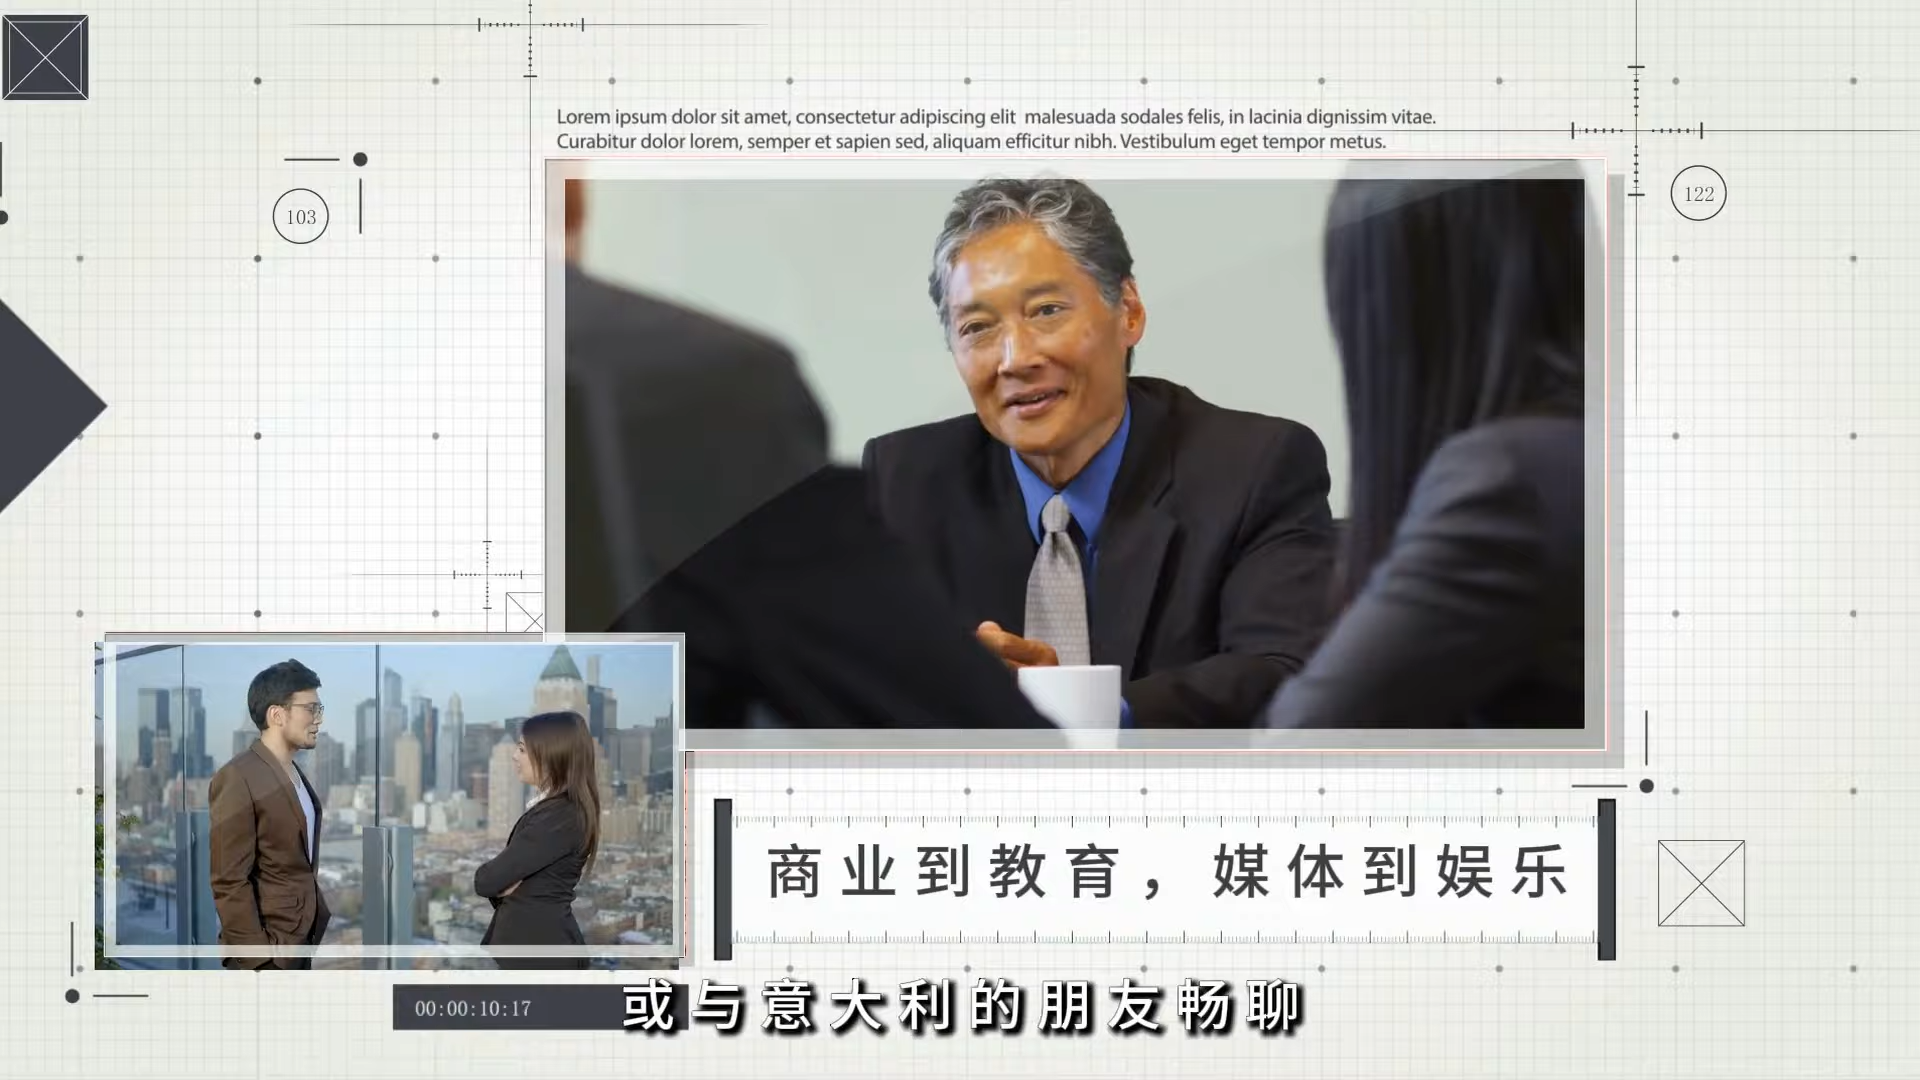 Lorem ipsum dolor sit amet, consectetur adipiscing elit  malesuada sodales felis, in lacinia dignissim vitae.
Curabitur dolor lorem, semper et sapien sed, aliquam efficitur nibh. Vestibulum eget tempor metus.
103
122
商业到教育，媒体到娱乐
00:00:10:17
或与意大利的朋友畅聊